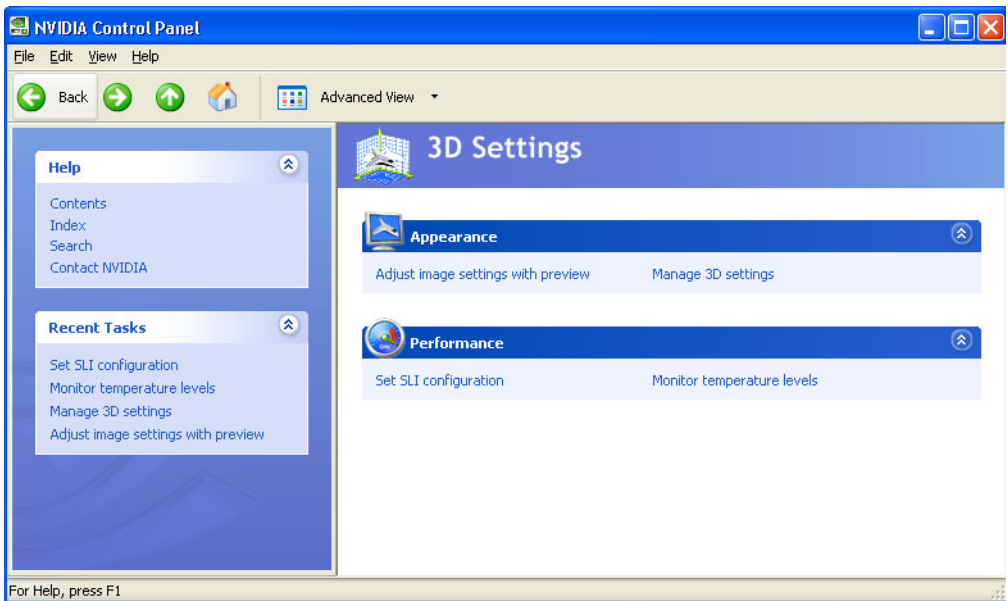 NVIDIA Control Panel
File Edit View Help
Back Advanced View
Help
Contents
Index
Search
Contact NVIDIA
Recent Tasks
Set SLI configuration
Monitor temperature levels
Manage 3D settings
Adjust image settings with preview
3D Settings
Appearance
Adjust image settings with preview Manage 3D settings
Performance
Set SLI configuration Monitor temperature levels
For Help, press F1